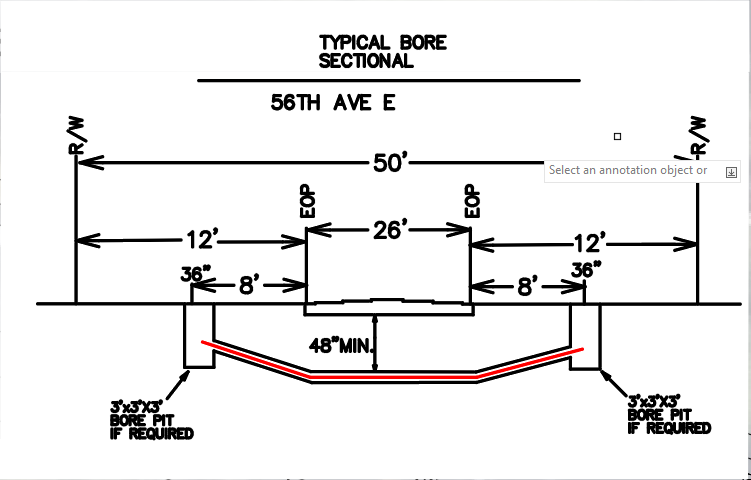 TYPICAL BORE
SECTIONAL
56TH AVE E
R/W
R/W
50'
Select an annotation object or
EOP
EOP
12'
26'
12'
36"
8'
8'
36"
48"MIN.
3'x3'X3'
BORE PIT
IF REQUIRED
3'x3'X3'
BORE PIT
IF REQUIRED